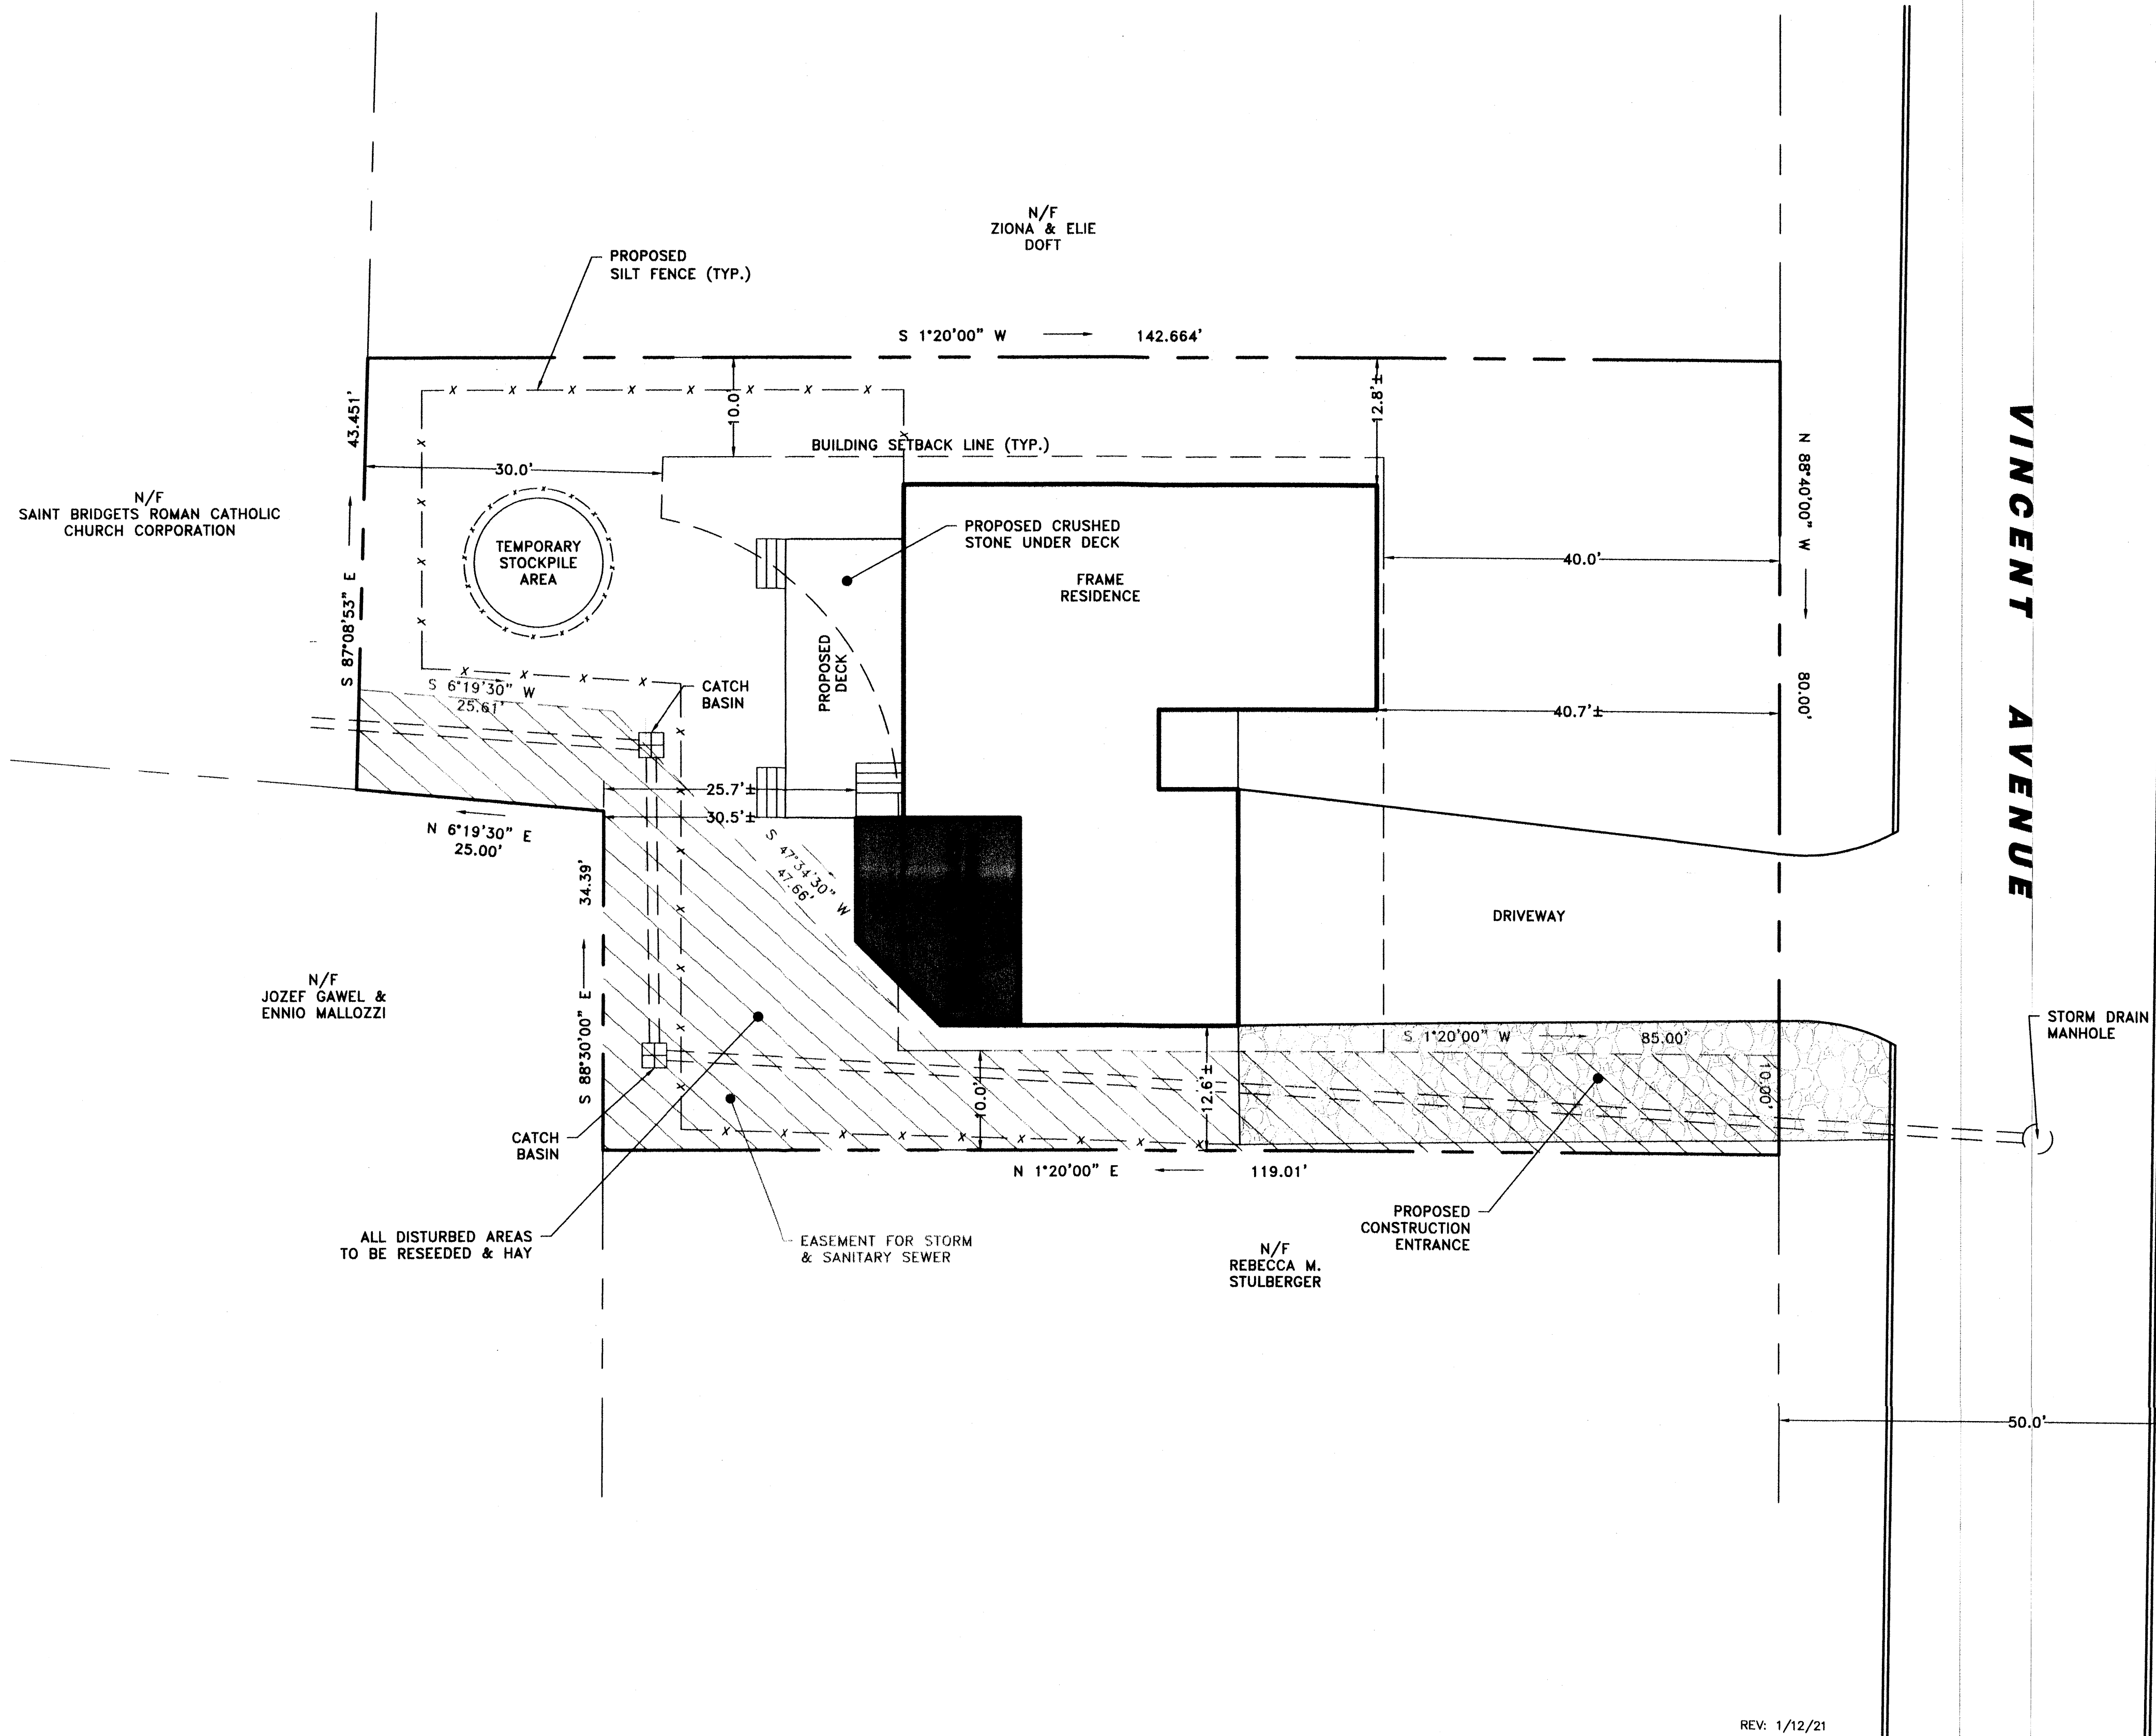 N/F
ZIONA & ELIE
DOFT
PROPOSED
SILT FENCE (TYP.)
S 1°20'00" W
142.664'
43.451'
S 87°08'53" E
10.0'
12.8'±
BUILDING SETBACK LINE (TYP.)
30.0'
N/F
SAINT BRIDGETS ROMAN CATHOLIC
CHURCH CORPORATION
TEMPORARY
STOCKPILE
AREA
PROPOSED CRUSHED
STONE UNDER DECK
FRAME
RESIDENCE
40.0'
N 88°40'00" W
80.00'
VINCENT AVENUE
PROPOSED
DECK
S 6°19'30" W
25.61'
CATCH
BASIN
40.7'±
25.7'±
30.5'±
N 6°19'30" E
25.00'
S 47°34'30" W
47.66'
34.39'
S 88°30'00" E
DRIVEWAY
N/F
JOZEF GAWEL &
ENNIO MALLOZZI
STORM DRAIN
MANHOLE
S 1°20'00" W
85.00'
10.00'
10.0'
12.6'±
CATCH
BASIN
N 1°20'00" E
119.01'
ALL DISTURBED AREAS
TO BE RESEEDED & HAY
EASEMENT FOR STORM
& SANITARY SEWER
PROPOSED
CONSTRUCTION
ENTRANCE
N/F
REBECCA M.
STULBERGER
50.0'
REV: 1/12/21